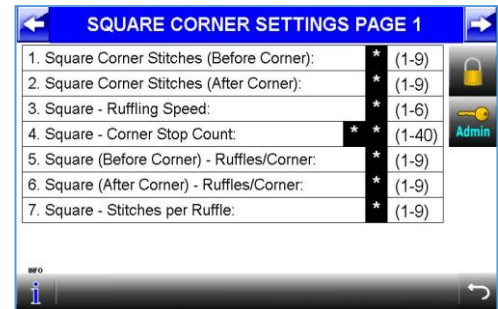 SQUARE CORNER SETTINGS PAGE 1
1. Square Corner Stitches (Before Corner): * (1-9)
2. Square Corner Stitches (After Corner): * (1-9)
3. Square - Ruffling Speed: * (1-6)
4. Square - Corner Stop Count: * * (1-40)
5. Square (Before Corner) - Ruffles/Corner: * (1-9)
6. Square (After Corner) - Ruffles/Corner: * (1-9)
7. Square - Stitches per Ruffle: * (1-9)
Admin
INFO
i